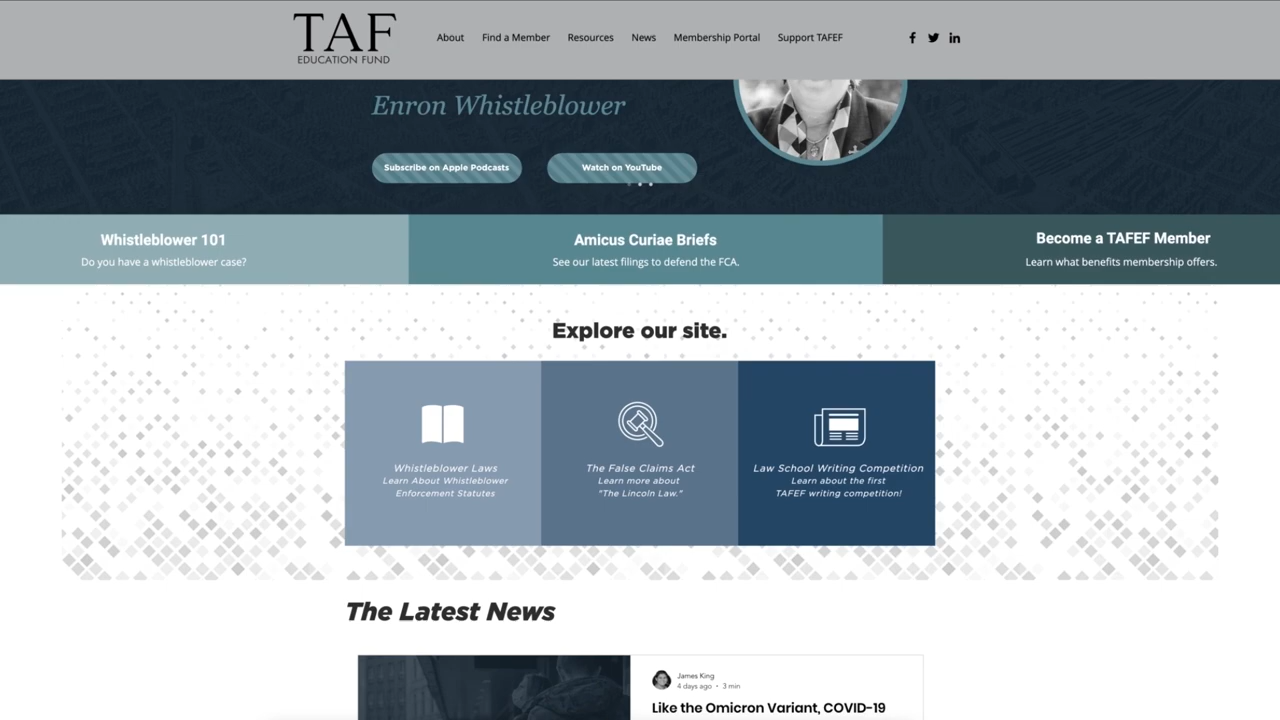 TAF
EDUCATION FUND
About
Find a Member
Resources
News
Membership Portal
Support TAFEF
Enron Whistleblower
Subscribe on Apple Podcasts
Watch on YouTube
Whistleblower 101
Do you have a whistleblower case?
Amicus Curiae Briefs
See our latest filings to defend the FCA.
Become a TAFEF Member
Learn what benefits membership offers.
Explore our site.
Whistleblower Laws
Learn About Whistleblower
Enforcement Statutes
The False Claims Act
Learn more about
"The Lincoln Law."
Law School Writing Competition
Learn about the first
TAFEF writing competition!
The Latest News
James King
4 days ago · 3 min
Like the Omicron Variant, COVID-19